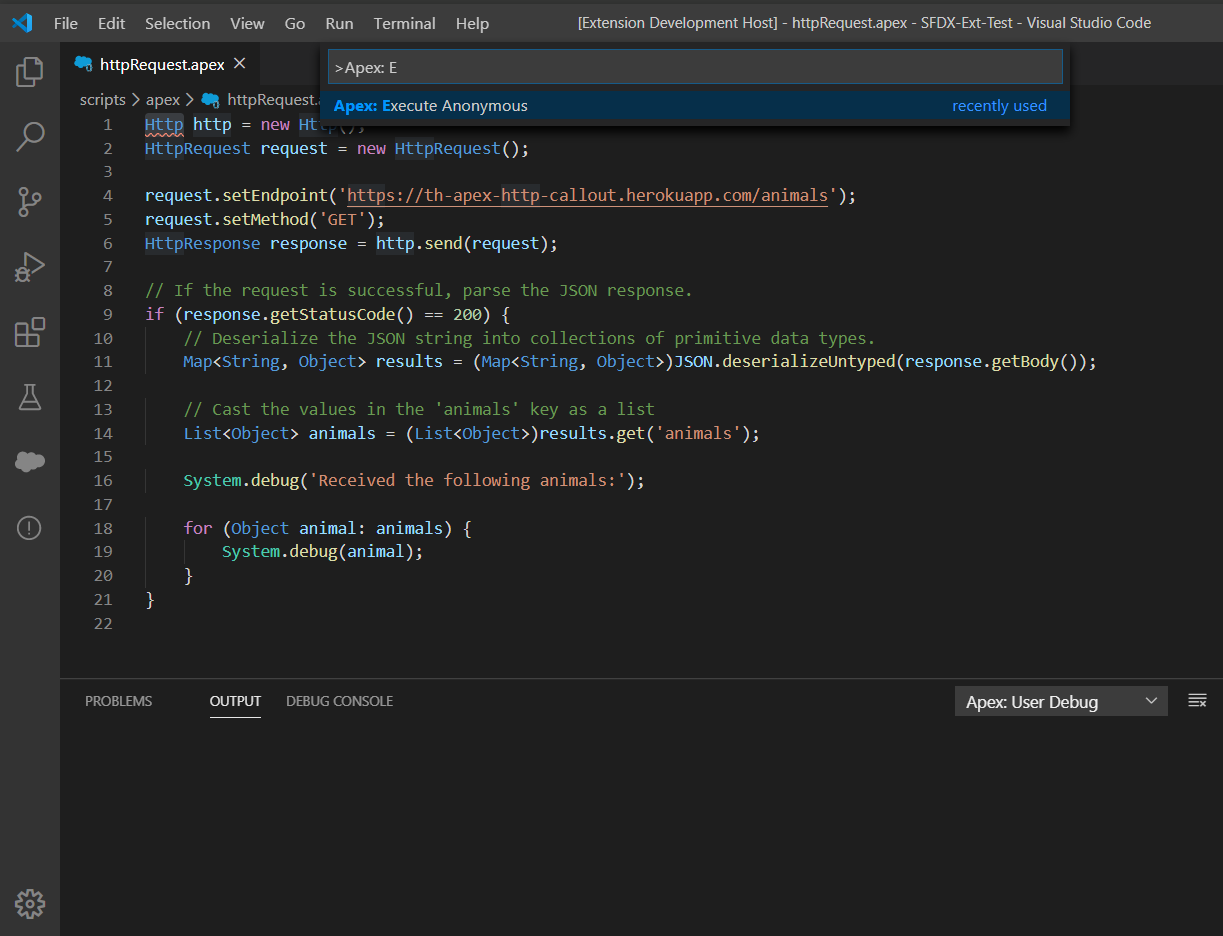 File Edit Selection View Go Run Terminal Help [Extension Development Host] - httpRequest.apex - SFDX-Ext-Test - Visual Studio Code
httpRequest.apex
>Apex: E
scripts > apex > httpRequest.
Apex: Execute Anonymous recently used
1 Http http = new Http();
2 HttpRequest request = new HttpRequest();
3
4 request.setEndpoint('https://th-apex-http-callout.herokuapp.com/animals');
5 request.setMethod('GET');
6 HttpResponse response = http.send(request);
7
8 // If the request is successful, parse the JSON response.
9 if (response.getStatusCode() == 200) {
10 // Deserialize the JSON string into collections of primitive data types.
11 Map<String, Object> results = (Map<String, Object>)JSON.deserializeUntyped(response.getBody());
12
13 // Cast the values in the 'animals' key as a list
14 List<Object> animals = (List<Object>)results.get('animals');
15
16 System.debug('Received the following animals:');
17
18 for (Object animal: animals) {
19 System.debug(animal);
20 }
21 }
22
PROBLEMS OUTPUT DEBUG CONSOLE Apex: User Debug